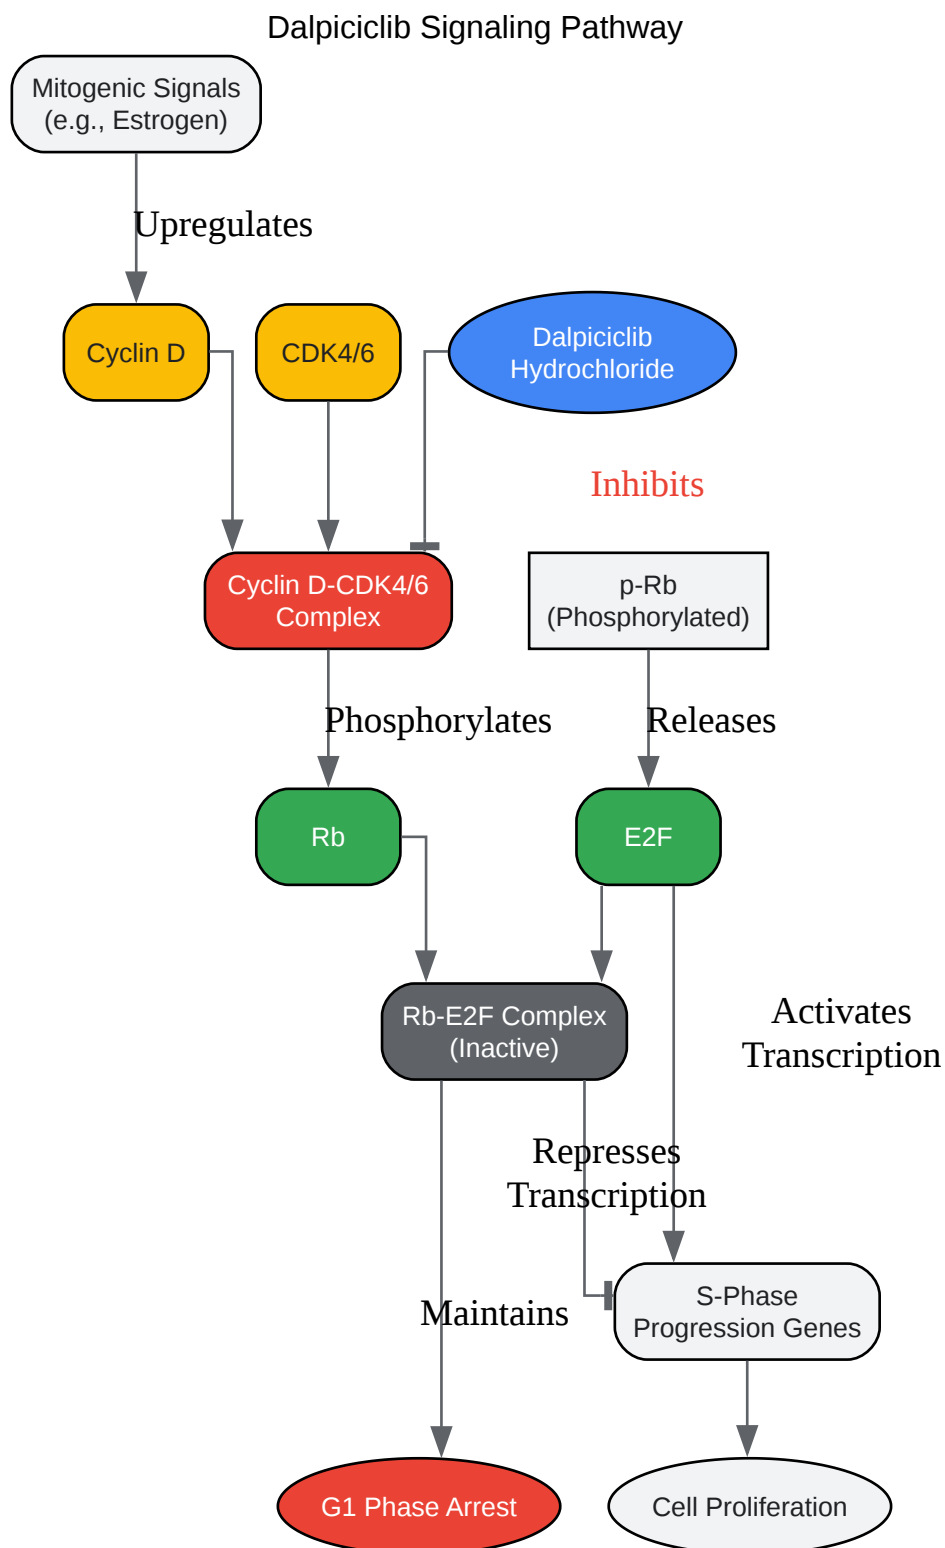 Dalpiciclib Signaling Pathway
Mitogenic Signals
(e.g., Estrogen)
Upregulates
Cyclin D
CDK4/6
Dalpiciclib
Hydrochloride
Inhibits
Cyclin D-CDK4/6
Complex
p-Rb
(Phosphorylated)
Phosphorylates
Releases
Rb
E2F
Rb-E2F Complex
(Inactive)
Activates
Transcription
Represses
Transcription
Maintains
S-Phase
Progression Genes
G1 Phase Arrest
Cell Proliferation